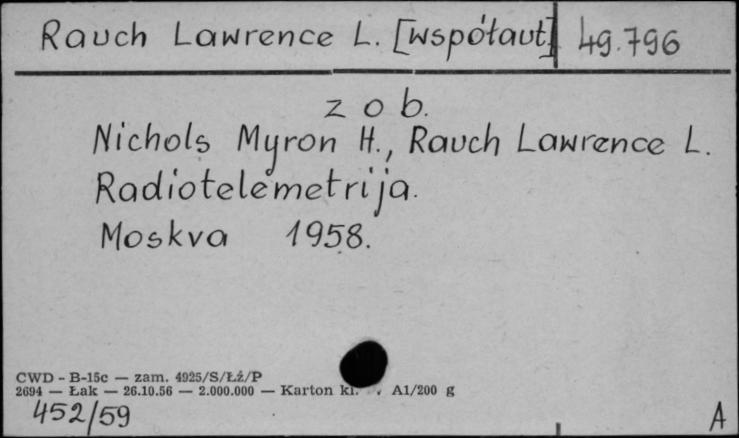 Rauch Lawrence L. [współaut] 49.796
z o b.
Nichols Myron H., Rauch Lawrence L.
Radiotelemetrija.
Moskva 1958.
CWD - B-15c — zam. 4925/S/Łź/P
2694 — Łak — 26.10.56 — 2.000.000 — Karton kl. A1/200 g
452/59 A